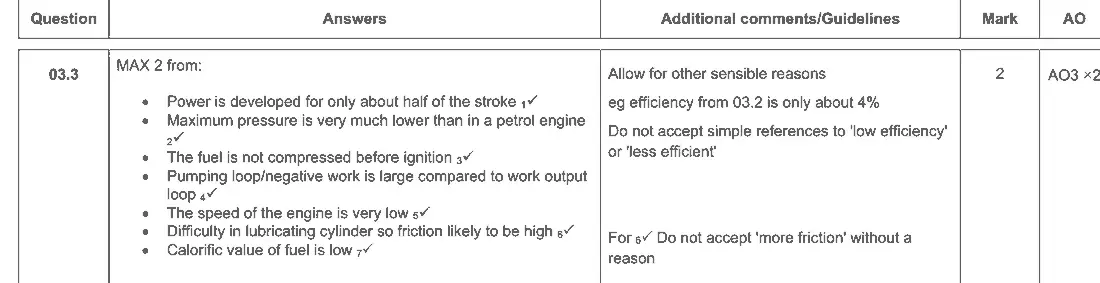 Question Answers Additional comments/Guidelines Mark AO
03.3 MAX 2 from: Allow for other sensible reasons 2 AO3 ×2
• Power is developed for only about half of the stroke 1✓ eg efficiency from 03.2 is only about 4%
• Maximum pressure is very much lower than in a petrol engine Do not accept simple references to 'low efficiency'
2✓ or 'less efficient'
• The fuel is not compressed before ignition 3✓
• Pumping loop/negative work is large compared to work output
loop 4✓
• The speed of the engine is very low 5✓
• Difficulty in lubricating cylinder so friction likely to be high 6✓ For 6✓ Do not accept 'more friction' without a
• Calorific value of fuel is low 7✓ reason